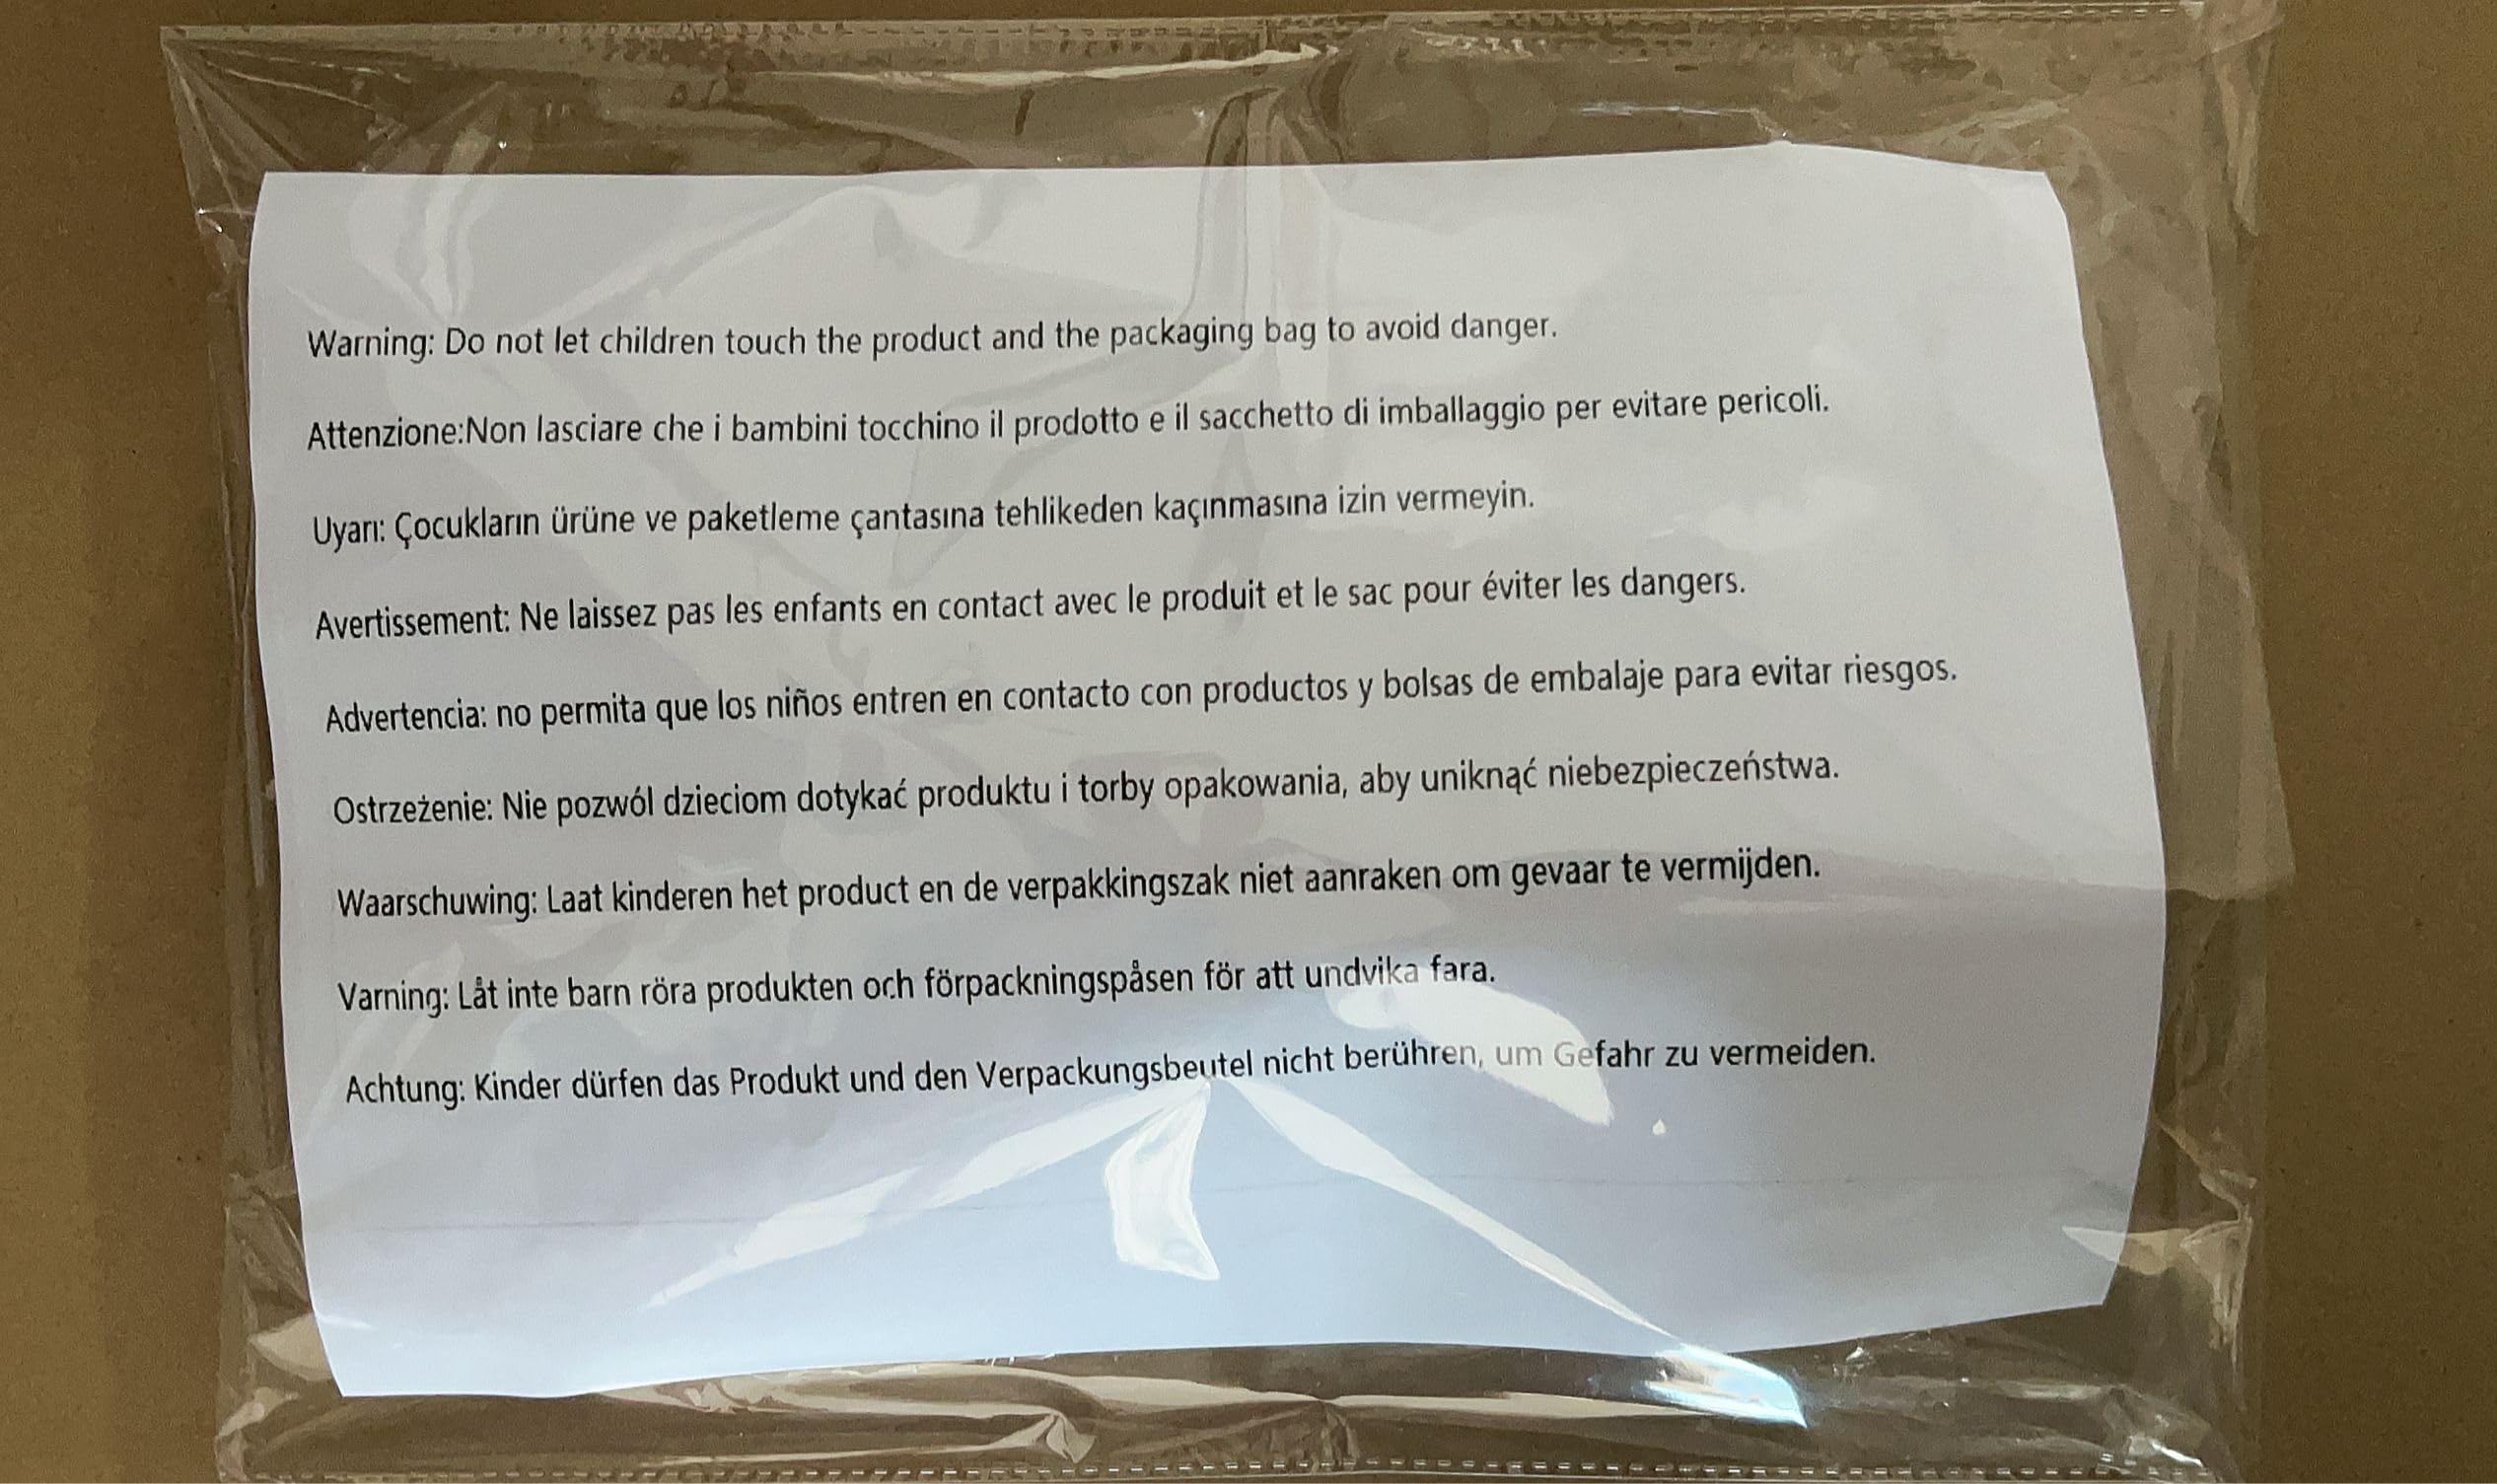 Warning: Do not let children touch the product and the packaging bag to avoid danger.
Attenzione:Non lasciare che i bambini tocchino il prodotto e il sacchetto di imballaggio per evitare pericoli.
Uyarı: Çocukların ürüne ve paketleme çantasına tehlikeden kaçınmasına izin vermeyin.
Avertissement: Ne laissez pas les enfants en contact avec le produit et le sac pour éviter les dangers.
Advertencia: no permita que los niños entren en contacto con productos y bolsas de embalaje para evitar riesgos.
Ostrzeżenie: Nie pozwól dzieciom dotykać produktu i torby opakowania, aby uniknąć niebezpieczeństwa.
Waarschuwing: Laat kinderen het product en de verpakkingszak niet aanraken om gevaar te vermijden.
Varning: Låt inte barn röra produkten och förpackningspåsen för att undvika fara.
Achtung: Kinder dürfen das Produkt und den Verpackungsbeutel nicht berühren, um Gefahr zu vermeiden.